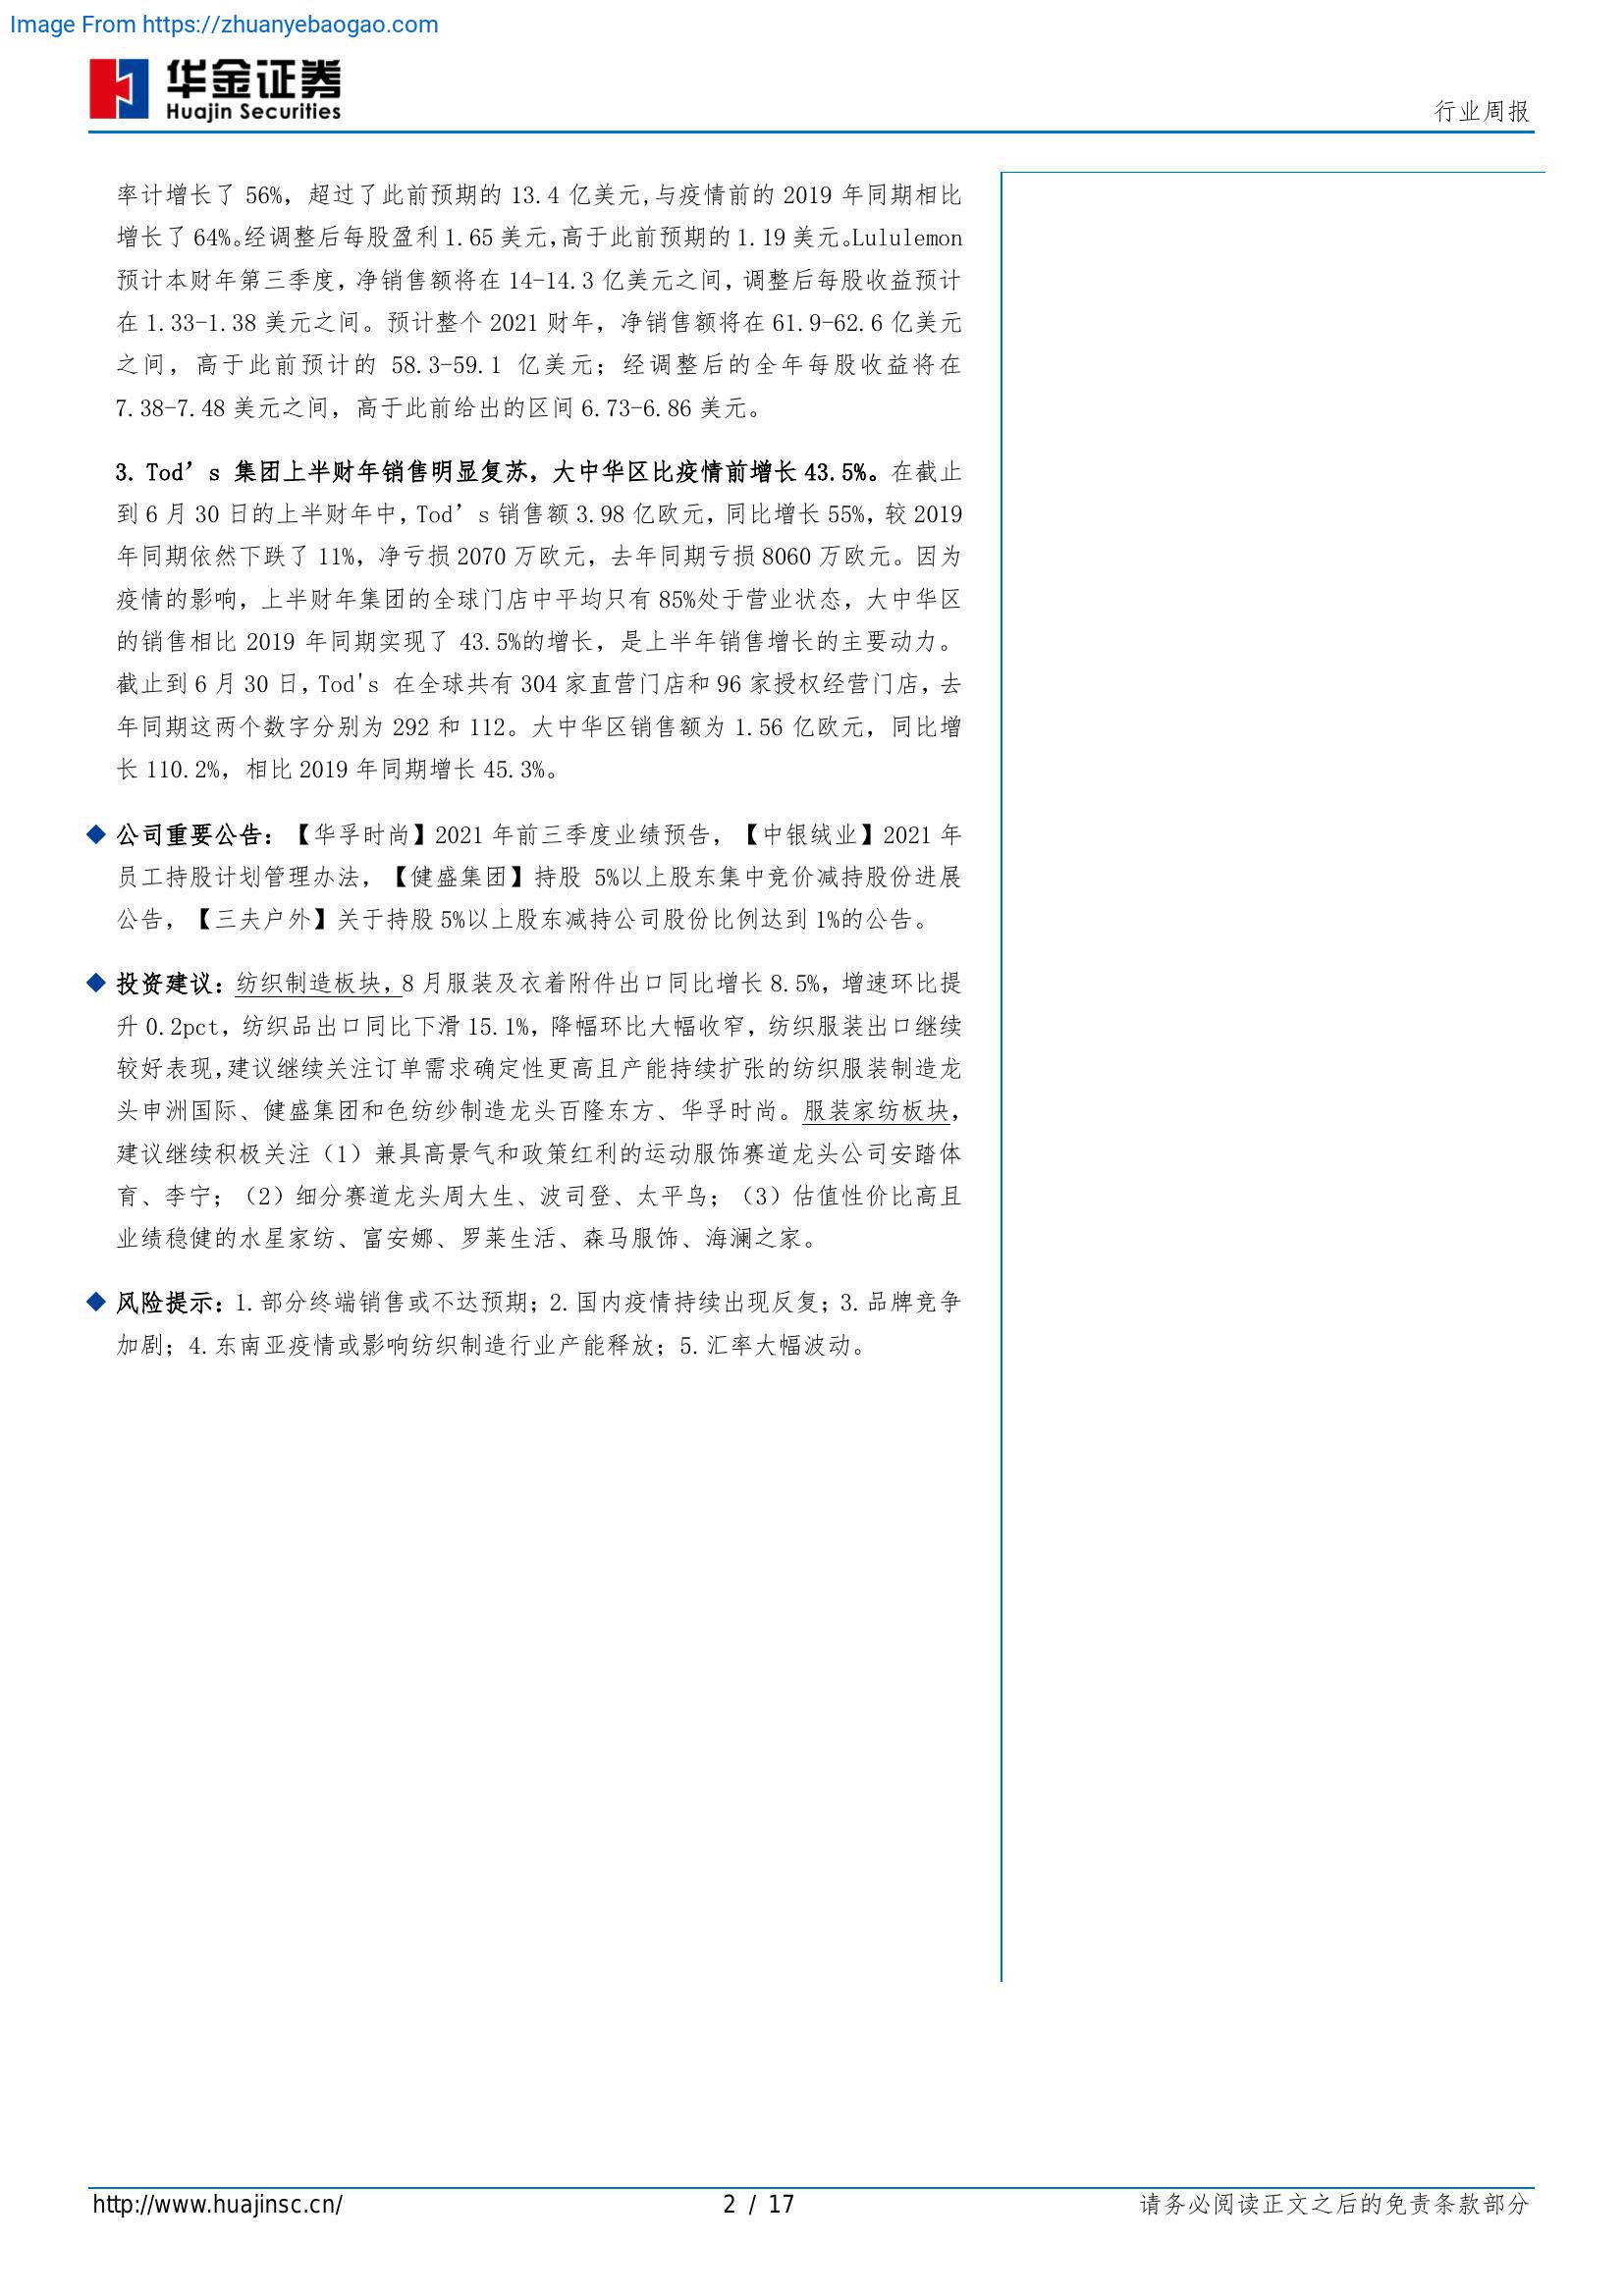 Image From https://zhuanyebaogao.com
华金证券
Huajin Securities
行业周报
率计增长了 56%，超过了此前预期的 13.4 亿美元,与疫情前的 2019 年同期相比
增长了 64%。经调整后每股盈利 1.65 美元，高于此前预期的 1.19 美元。Lululemon
预计本财年第三季度，净销售额将在 14-14.3 亿美元之间，调整后每股收益预计
在 1.33-1.38 美元之间。预计整个 2021 财年，净销售额将在 61.9-62.6 亿美元
之间，高于此前预计的 58.3-59.1 亿美元；经调整后的全年每股收益将在
7.38-7.48 美元之间，高于此前给出的区间 6.73-6.86 美元。
3. Tod’s 集团上半财年销售明显复苏，大中华区比疫情前增长 43.5%。在截止
到 6 月 30 日的上半财年中，Tod’s 销售额 3.98 亿欧元，同比增长 55%，较 2019
年同期依然下跌了 11%，净亏损 2070 万欧元，去年同期亏损 8060 万欧元。因为
疫情的影响，上半财年集团的全球门店中平均只有 85%处于营业状态，大中华区
的销售相比 2019 年同期实现了 43.5%的增长，是上半年销售增长的主要动力。
截止到 6 月 30 日，Tod's 在全球共有 304 家直营门店和 96 家授权经营门店，去
年同期这两个数字分别为 292 和 112。大中华区销售额为 1.56 亿欧元，同比增
长 110.2%，相比 2019 年同期增长 45.3%。
◆ 公司重要公告：【华孚时尚】2021 年前三季度业绩预告，【中银绒业】2021 年
员工持股计划管理办法，【健盛集团】持股 5%以上股东集中竞价减持股份进展
公告，【三夫户外】关于持股 5%以上股东减持公司股份比例达到 1%的公告。
◆ 投资建议：纺织制造板块，8 月服装及衣着附件出口同比增长 8.5%，增速环比提
升 0.2pct，纺织品出口同比下滑 15.1%，降幅环比大幅收窄，纺织服装出口继续
较好表现，建议继续关注订单需求确定性更高且产能持续扩张的纺织服装制造龙
头申洲国际、健盛集团和色纺纱制造龙头百隆东方、华孚时尚。服装家纺板块，
建议继续积极关注（1）兼具高景气和政策红利的运动服饰赛道龙头公司安踏体
育、李宁；（2）细分赛道龙头周大生、波司登、太平鸟；（3）估值性价比高且
业绩稳健的水星家纺、富安娜、罗莱生活、森马服饰、海澜之家。
◆ 风险提示：1.部分终端销售或不达预期；2.国内疫情持续出现反复；3.品牌竞争
加剧；4.东南亚疫情或影响纺织制造行业产能释放；5.汇率大幅波动。
http://www.huajinsc.cn/
2 / 17
请务必阅读正文之后的免责条款部分